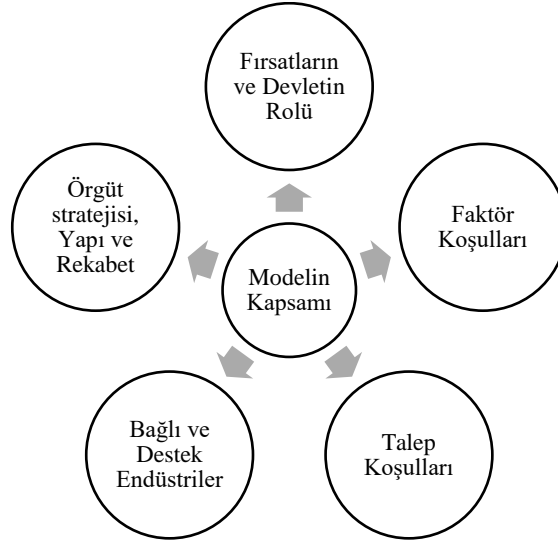 Fırsatların
ve Devletin
Rolü
Örgüt
stratejisi,
Yapı ve
Rekabet
Faktör
Koşulları
Modelin
Kapsamı
Bağlı ve
Destek
Endüstriler
Talep
Koşulları